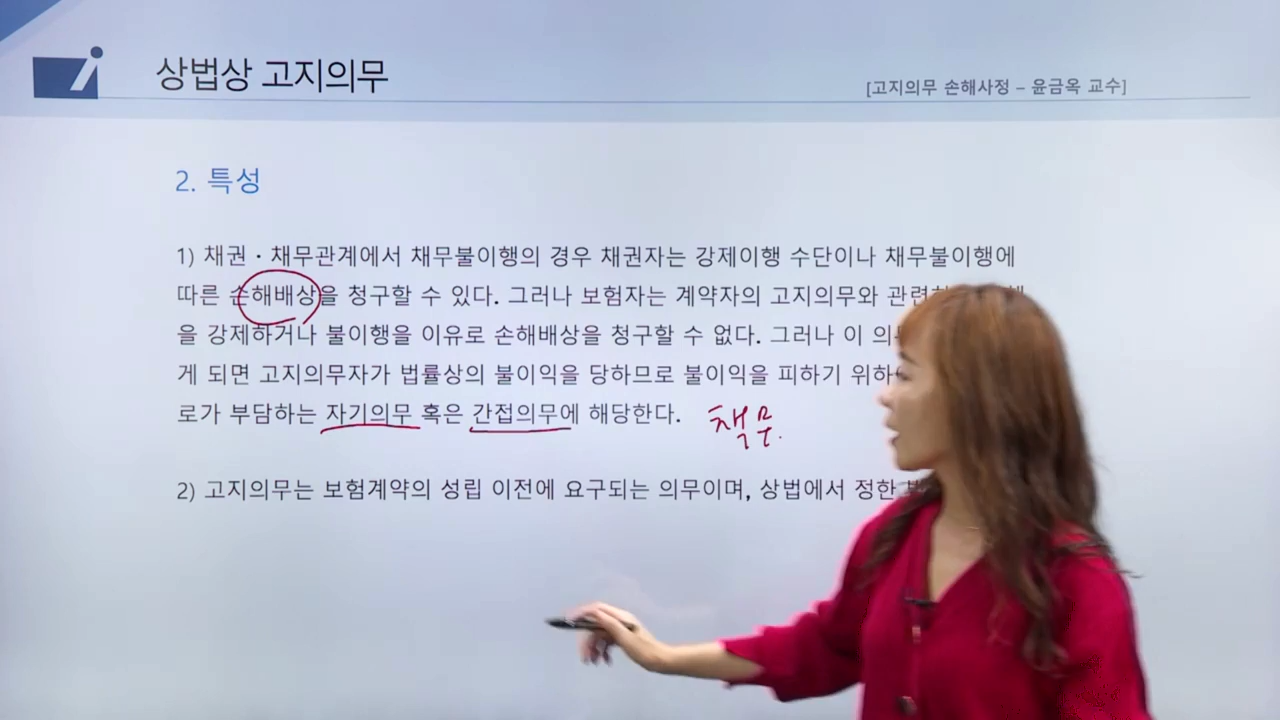 상법상 고지의무
[고지의무 손해사정 – 윤금옥 교수]
2. 특성
1) 채권 · 채무관계에서 채무불이행의 경우 채권자는 강제이행 수단이나 채무불이행에
따른 손해배상을 청구할 수 있다. 그러나 보험자는 계약자의 고지의무와 관련
을 강제하거나 불이행을 이유로 손해배상을 청구할 수 없다. 그러나 이
게 되면 고지의무자가 법률상의 불이익을 당하므로 불이익을 피하기
로가 부담하는 자기의무 혹은 간접의무에 해당한다. 책무.
2) 고지의무는 보험계약의 성립 이전에 요구되는 의무이며, 상법에서 정한